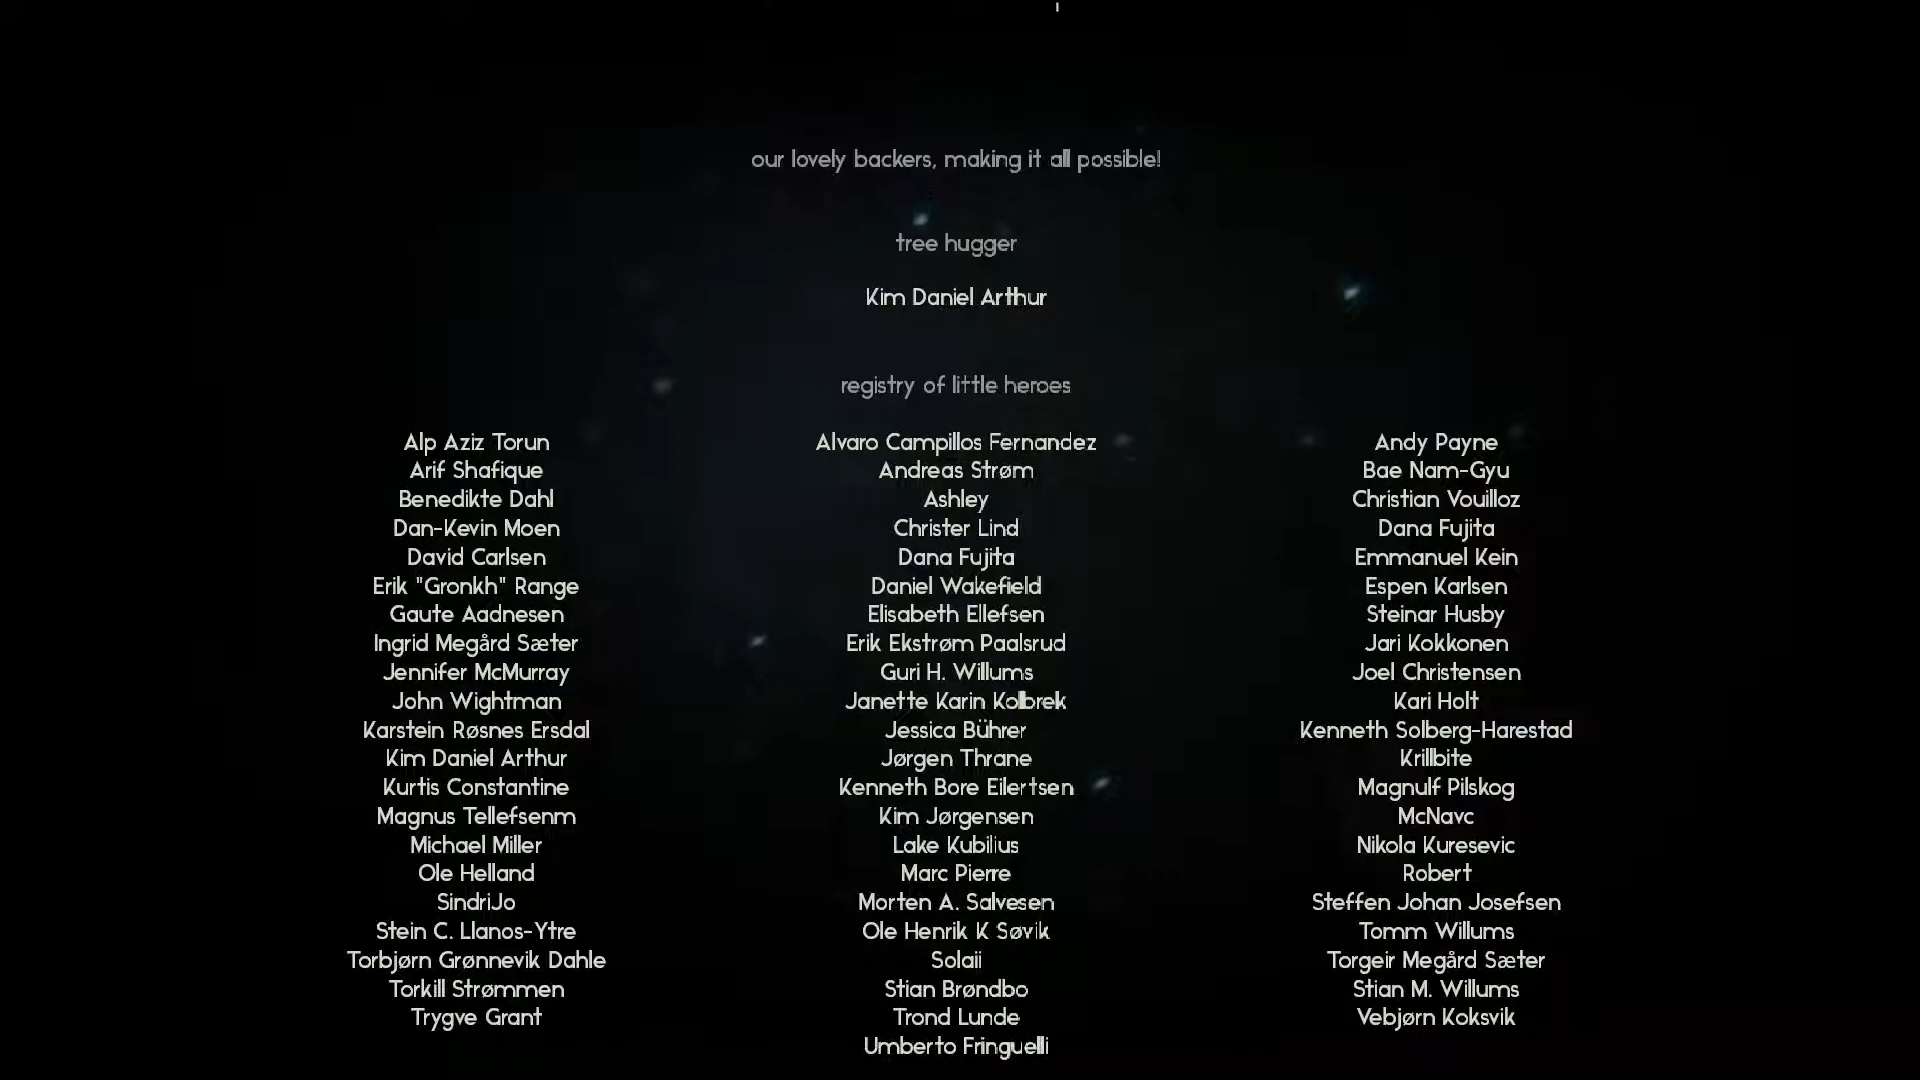 our lovely backers, making it all possible!
tree hugger
Kim Daniel Arthur
registry of little heroes
Alp Aziz Torun
Arif Shafique
Benedikte Dahl
Dan-Kevin Moen
David Carlsen
Erik "Gronkh" Range
Gaute Aadnesen
Ingrid Megård Sæter
Jennifer McMurray
John Wightman
Karstein Røsnes Ersdal
Kim Daniel Arthur
Kurtis Constantine
Magnus Tellefsenm
Michael Miller
Ole Helland
SindriJo
Stein C. Llanos-Ytre
Torbjørn Grønnevik Dahle
Torkill Strømmen
Trygve Grant
Alvaro Campillos Fernandez
Andreas Strøm
Ashley
Christer Lind
Dana Fujita
Daniel Wakefield
Elisabeth Ellefsen
Erik Ekstrøm Paalsrud
Guri H. Willums
Janette Karin Kolbrek
Jessica Bührer
Jørgen Thrane
Kenneth Bore Eilertsen
Kim Jørgensen
Lake Kubilius
Marc Pierre
Morten A. Salvesen
Ole Henrik K Søvik
Solaii
Stian Brøndbo
Trond Lunde
Umberto Fringuelli
Andy Payne
Bae Nam-Gyu
Christian Vouilloz
Dana Fujita
Emmanuel Kein
Espen Karlsen
Steinar Husby
Jari Kokkonen
Joel Christensen
Kari Holt
Kenneth Solberg-Harestad
Krillbite
Magnulf Pilskog
McNavc
Nikola Kuresevic
Robert
Steffen Johan Josefsen
Tomm Willums
Torgeir Megård Sæter
Stian M. Willums
Vebjørn Koksvik